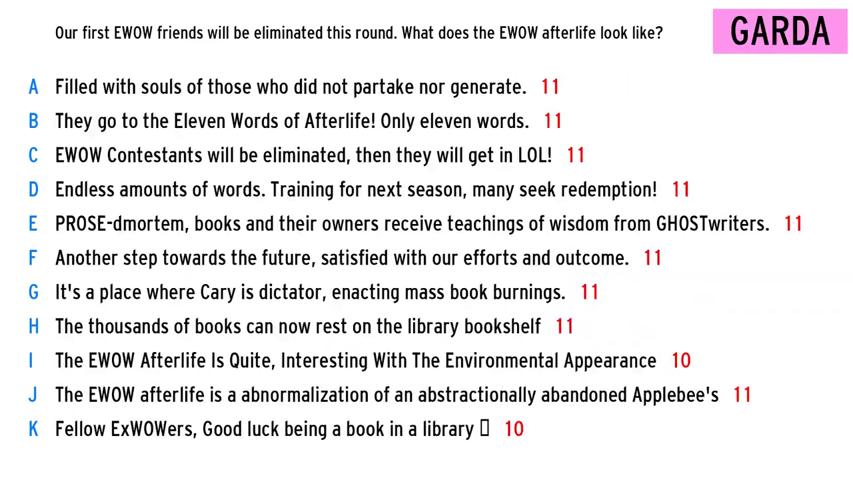 Our first EWOW friends will be eliminated this round. What does the EWOW afterlife look like?
GARDA
A Filled with souls of those who did not partake nor generate. 11
B They go to the Eleven Words of Afterlife! Only eleven words. 11
C EWOW Contestants will be eliminated, then they will get in LOL! 11
D Endless amounts of words. Training for next season, many seek redemption! 11
E PROSE-dmortem, books and their owners receive teachings of wisdom from GHOSTwriters. 11
F Another step towards the future, satisfied with our efforts and outcome. 11
G It's a place where Cary is dictator, enacting mass book burnings. 11
H The thousands of books can now rest on the library bookshelf 11
I The EWOW Afterlife Is Quite, Interesting With The Environmental Appearance 10
J The EWOW afterlife is a abnormalization of an abstractionally abandoned Applebee's 11
K Fellow ExWOWers, Good luck being a book in a library ▯ 10